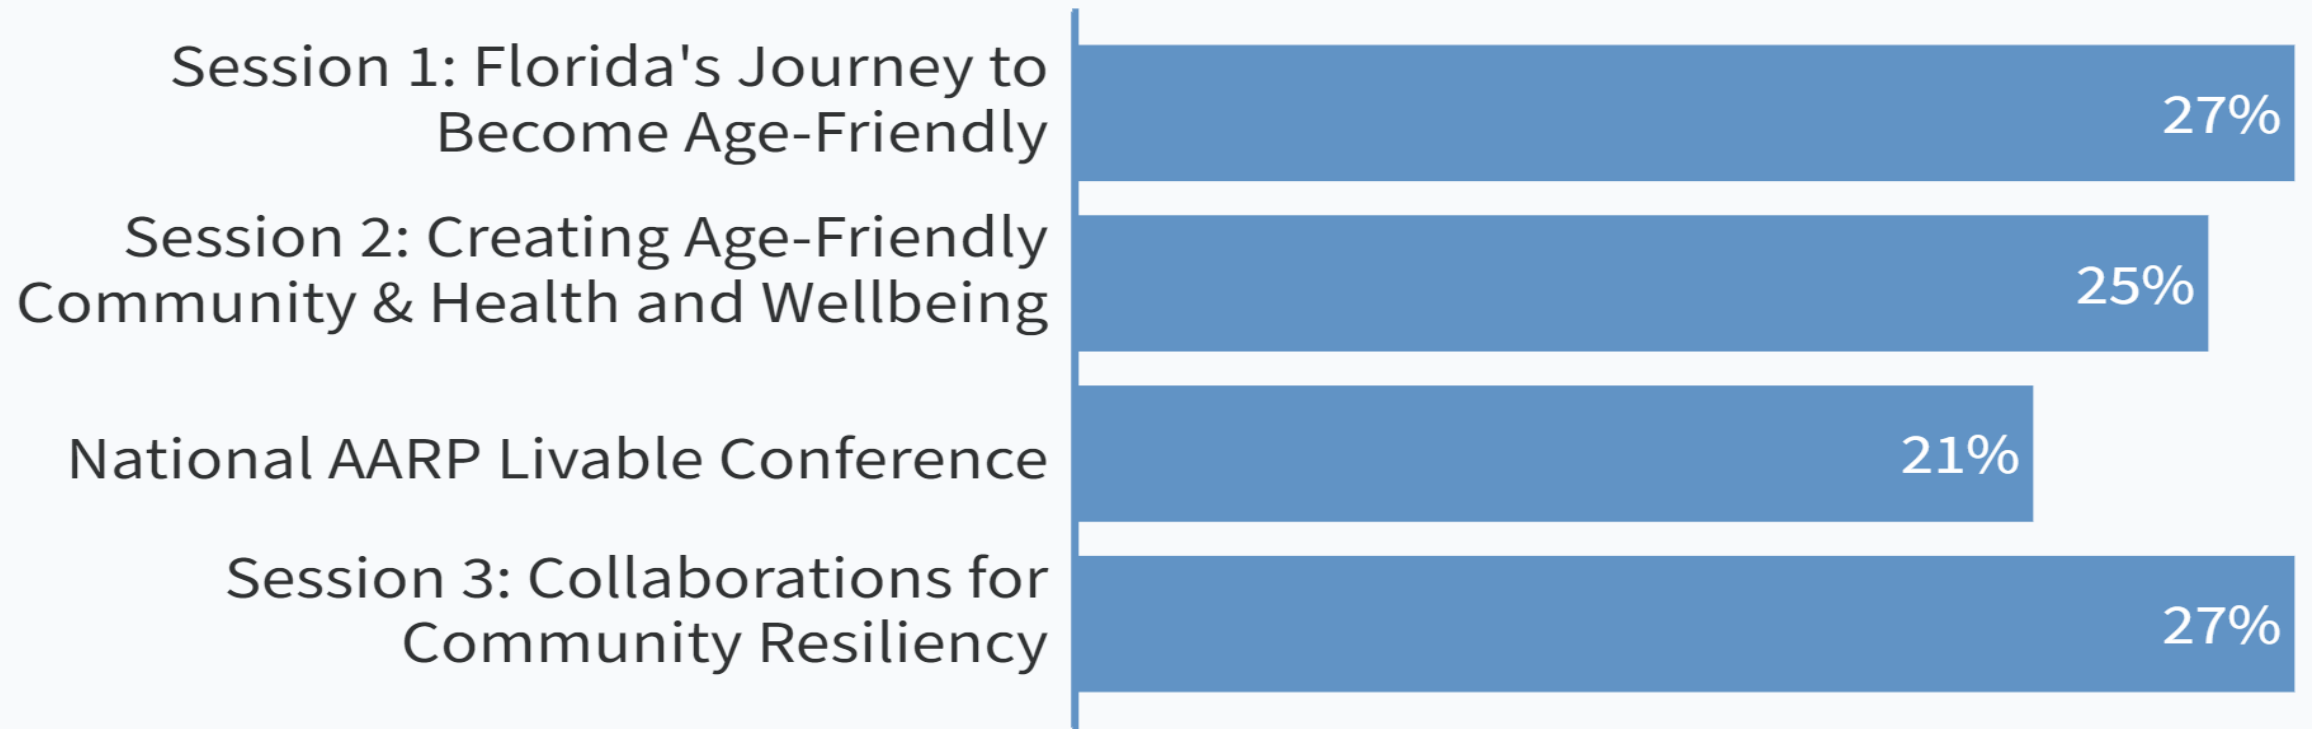 Session 1: Florida's Journey to
Become Age-Friendly
27%
Session 2: Creating Age-Friendly
Community & Health and Wellbeing
25%
National AARP Livable Conference
21%
Session 3: Collaborations for
Community Resiliency
27%